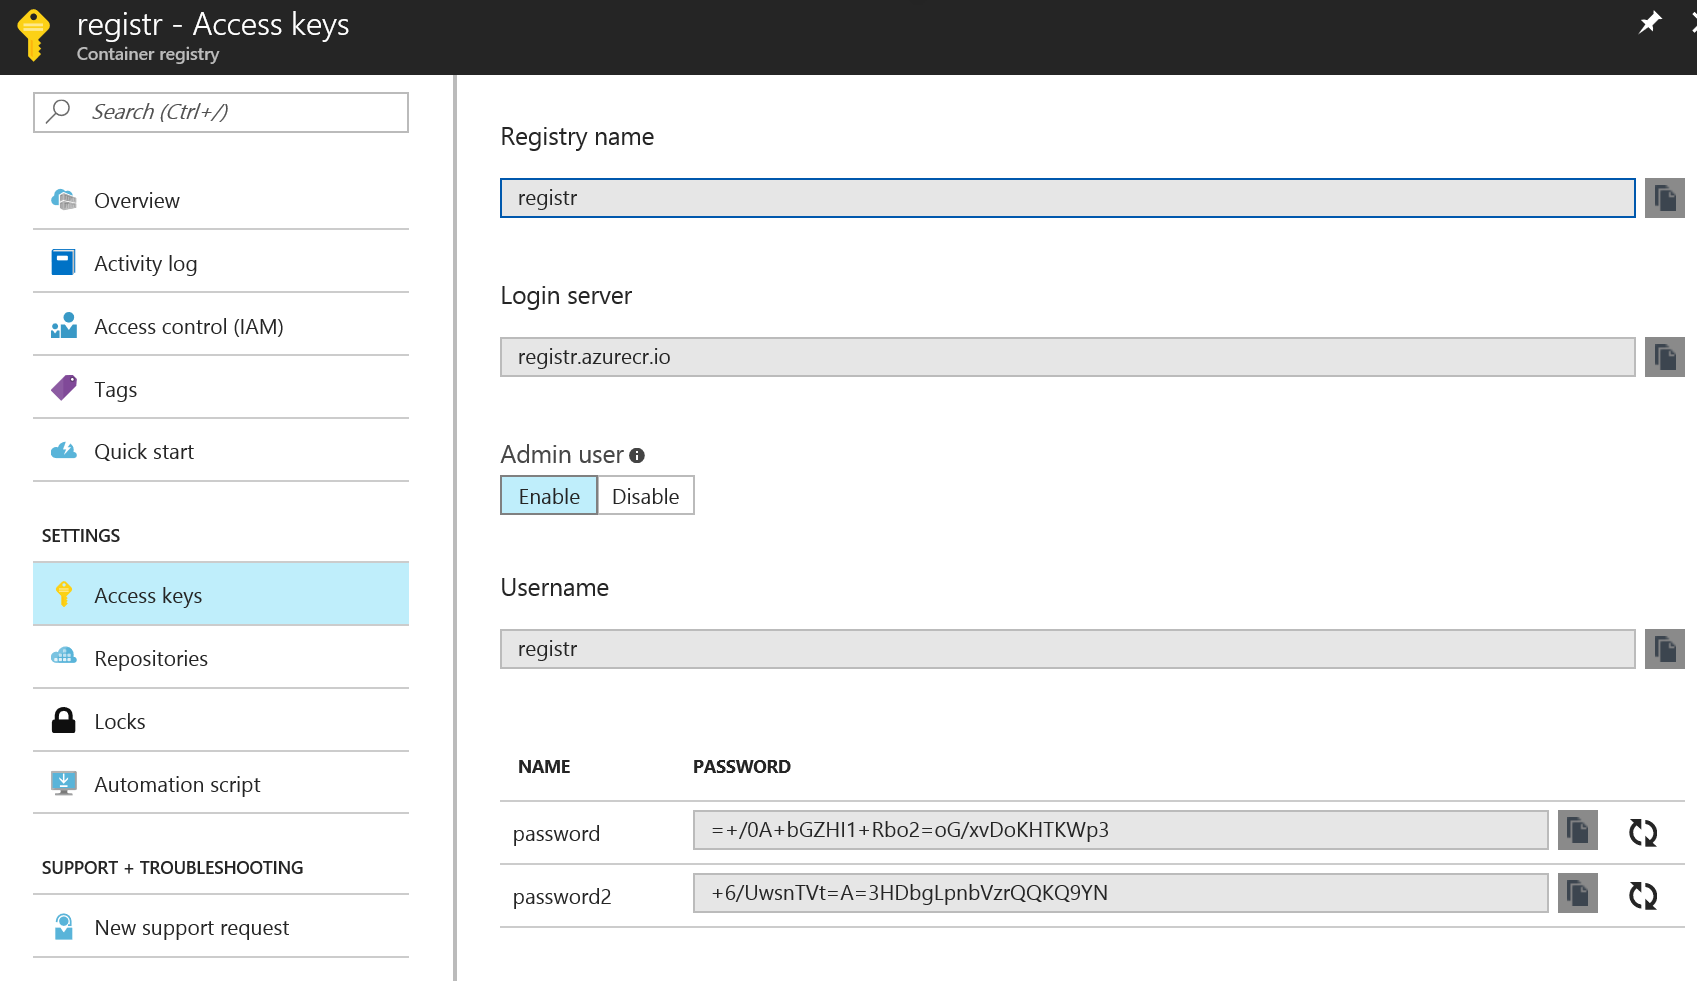 registr - Access keys
Container registry
Search (Ctrl+/)
Overview
Activity log
Access control (IAM)
Tags
Quick start
SETTINGS
Access keys
Repositories
Locks
Automation script
SUPPORT + TROUBLESHOOTING
New support request
Registry name
registr
Login server
registr.azurecr.io
Admin user
Enable Disable
Username
registr
NAME PASSWORD
password =+/0A+bGZHI1+Rbo2=oG/xvDoKHTKWp3
password2 +6/UwsnTVt=A=3HDbgLpnbVzrQQKQ9YN